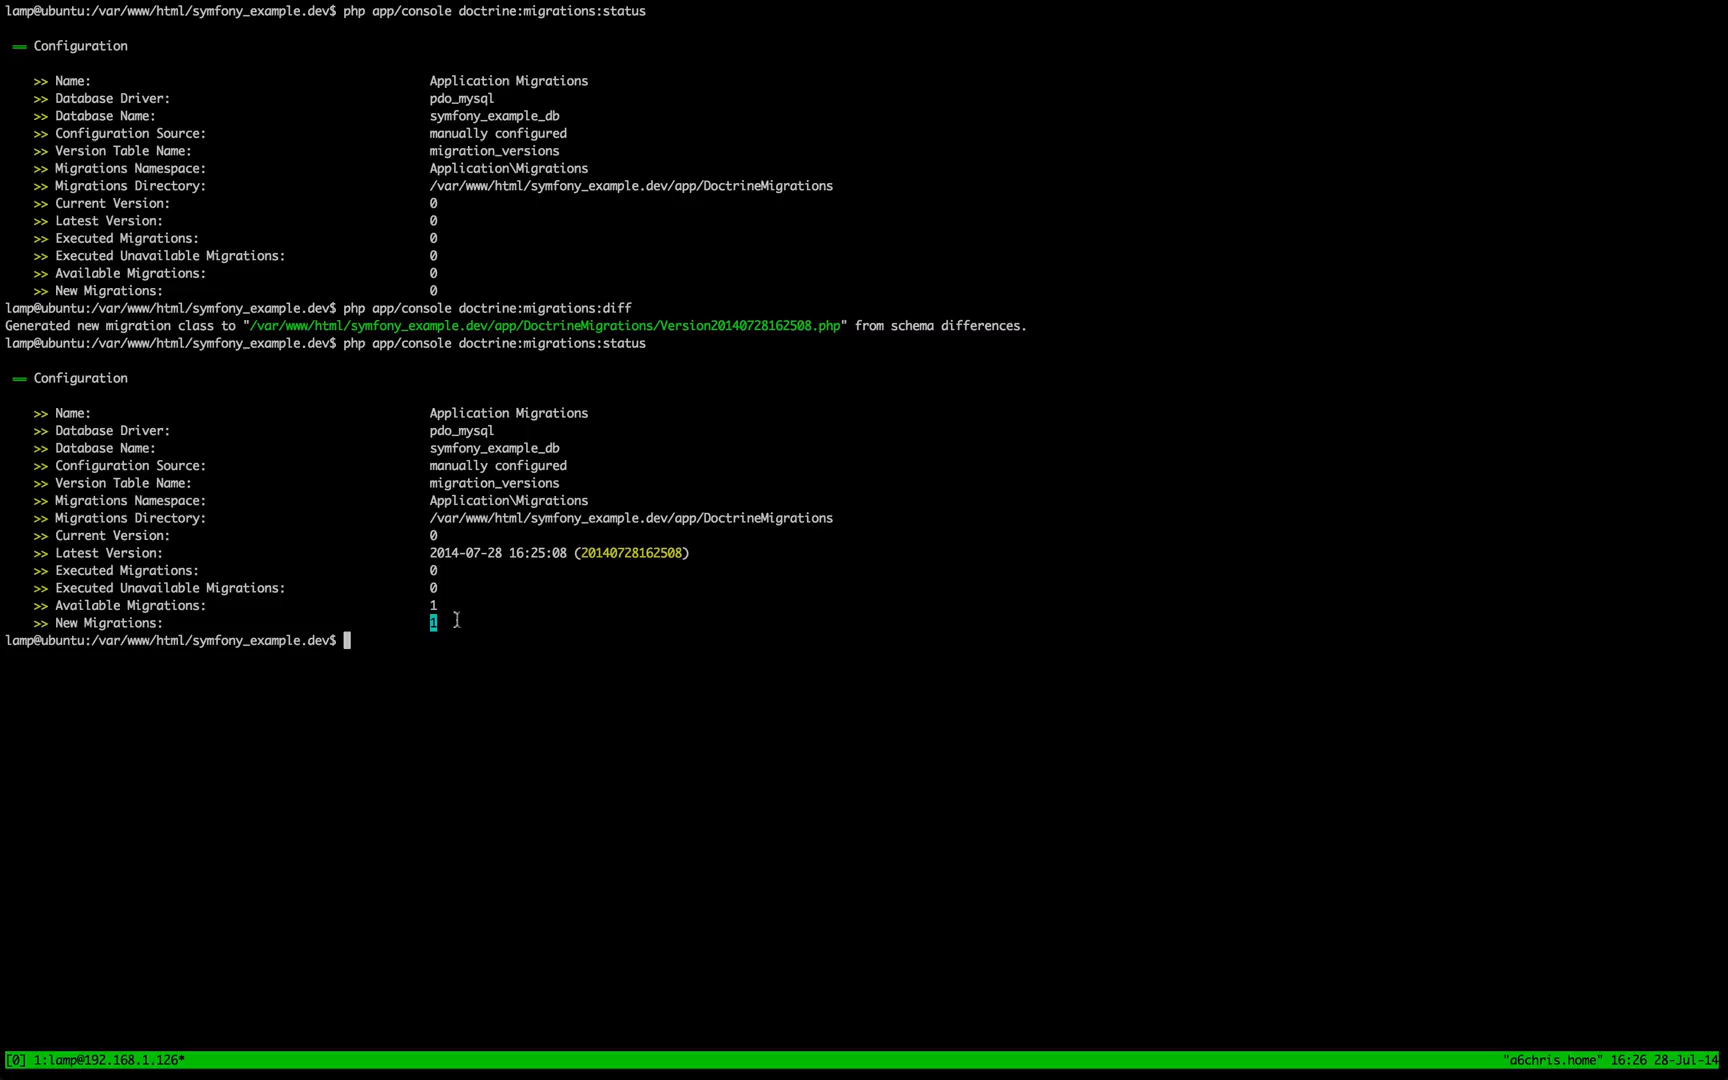 lamp@ubuntu:/var/www/html/symfony_example.dev$ php app/console doctrine:migrations:status
== Configuration
>> Name: Application Migrations
>> Database Driver: pdo_mysql
>> Database Name: symfony_example_db
>> Configuration Source: manually configured
>> Version Table Name: migration_versions
>> Migrations Namespace: Application\Migrations
>> Migrations Directory: /var/www/html/symfony_example.dev/app/DoctrineMigrations
>> Current Version: 0
>> Latest Version: 0
>> Executed Migrations: 0
>> Executed Unavailable Migrations: 0
>> Available Migrations: 0
>> New Migrations: 0
lamp@ubuntu:/var/www/html/symfony_example.dev$ php app/console doctrine:migrations:diff
Generated new migration class to "/var/www/html/symfony_example.dev/app/DoctrineMigrations/Version20140728162508.php" from schema differences.
lamp@ubuntu:/var/www/html/symfony_example.dev$ php app/console doctrine:migrations:status
== Configuration
>> Name: Application Migrations
>> Database Driver: pdo_mysql
>> Database Name: symfony_example_db
>> Configuration Source: manually configured
>> Version Table Name: migration_versions
>> Migrations Namespace: Application\Migrations
>> Migrations Directory: /var/www/html/symfony_example.dev/app/DoctrineMigrations
>> Current Version: 0
>> Latest Version: 2014-07-28 16:25:08 (20140728162508)
>> Executed Migrations: 0
>> Executed Unavailable Migrations: 0
>> Available Migrations: 1
>> New Migrations: 1
lamp@ubuntu:/var/www/html/symfony_example.dev$
[0] 1:lamp@192.168.1.126* "a6chris.home" 16:26 28-Jul-14